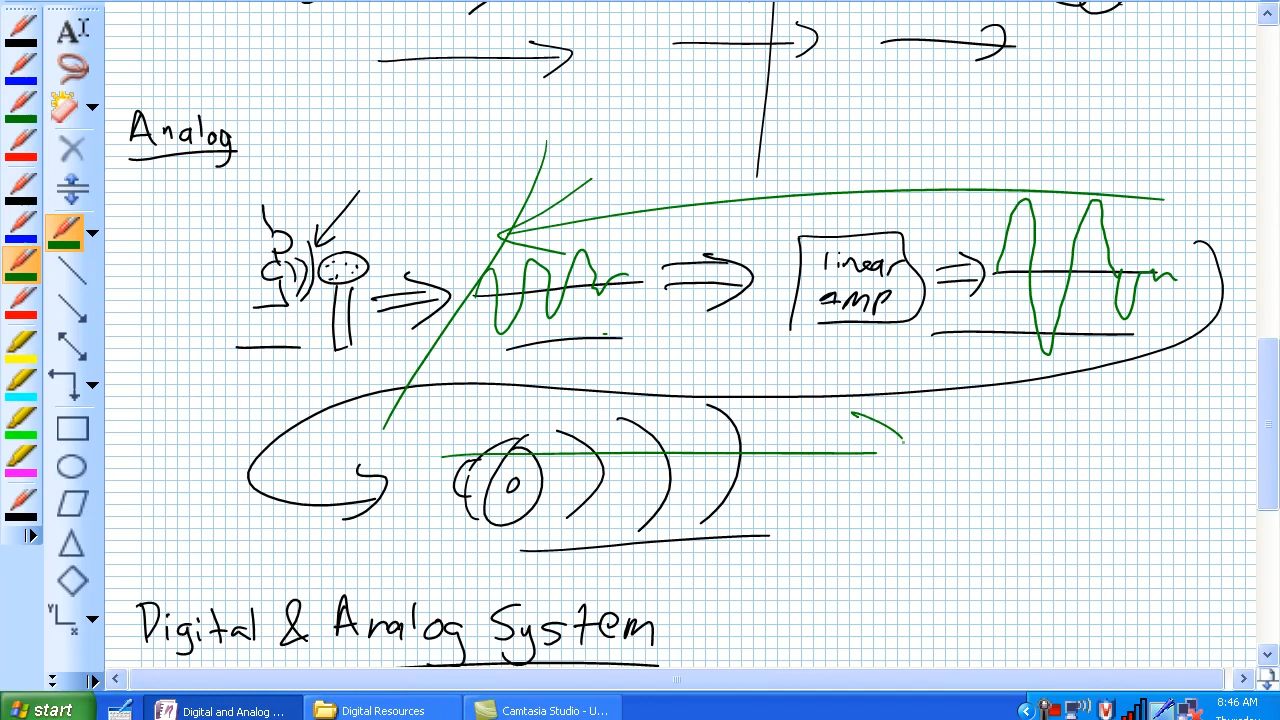 Analog
linear
amp
Digital & Analog System
start
Digital and Analog ...
Digital Resources
Camtasia Studio - U...
8:46 AM